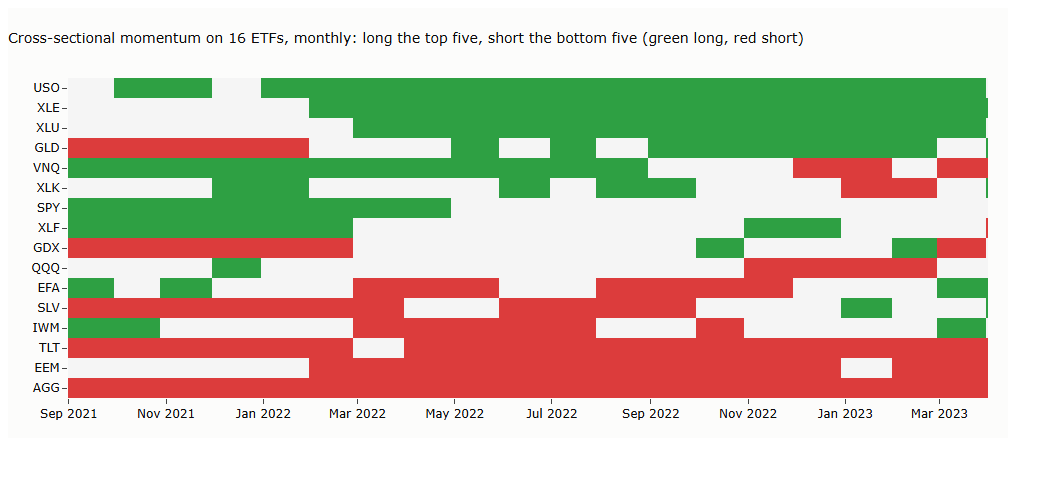 Cross-sectional momentum on 16 ETFs, monthly: long the top five, short the bottom five (green long, red short)
USO
XLE
XLU
GLD
VNQ
XLK
SPY
XLF
GDX
QQQ
EFA
SLV
IWM
TLT
EEM
AGG
Sep 2021 Nov 2021 Jan 2022 Mar 2022 May 2022 Jul 2022 Sep 2022 Nov 2022 Jan 2023 Mar 2023